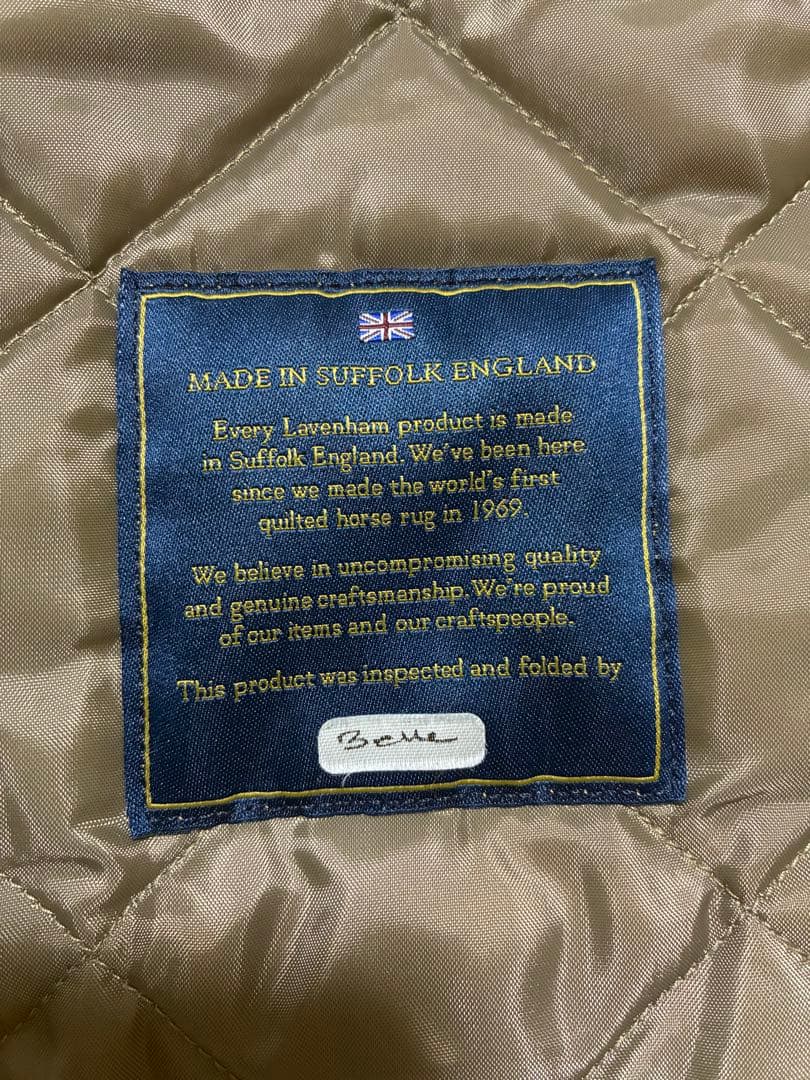 MADE IN SUFFOLK ENGLAND
Every Lavenham product is made
in Suffolk England. We've been here
since we made the world's first
quilted horse rug in 1969.
We believe in uncompromising quality
and genuine craftsmanship. We're proud
of our items and our craftspeople.
This product was inspected and folded by
Belle